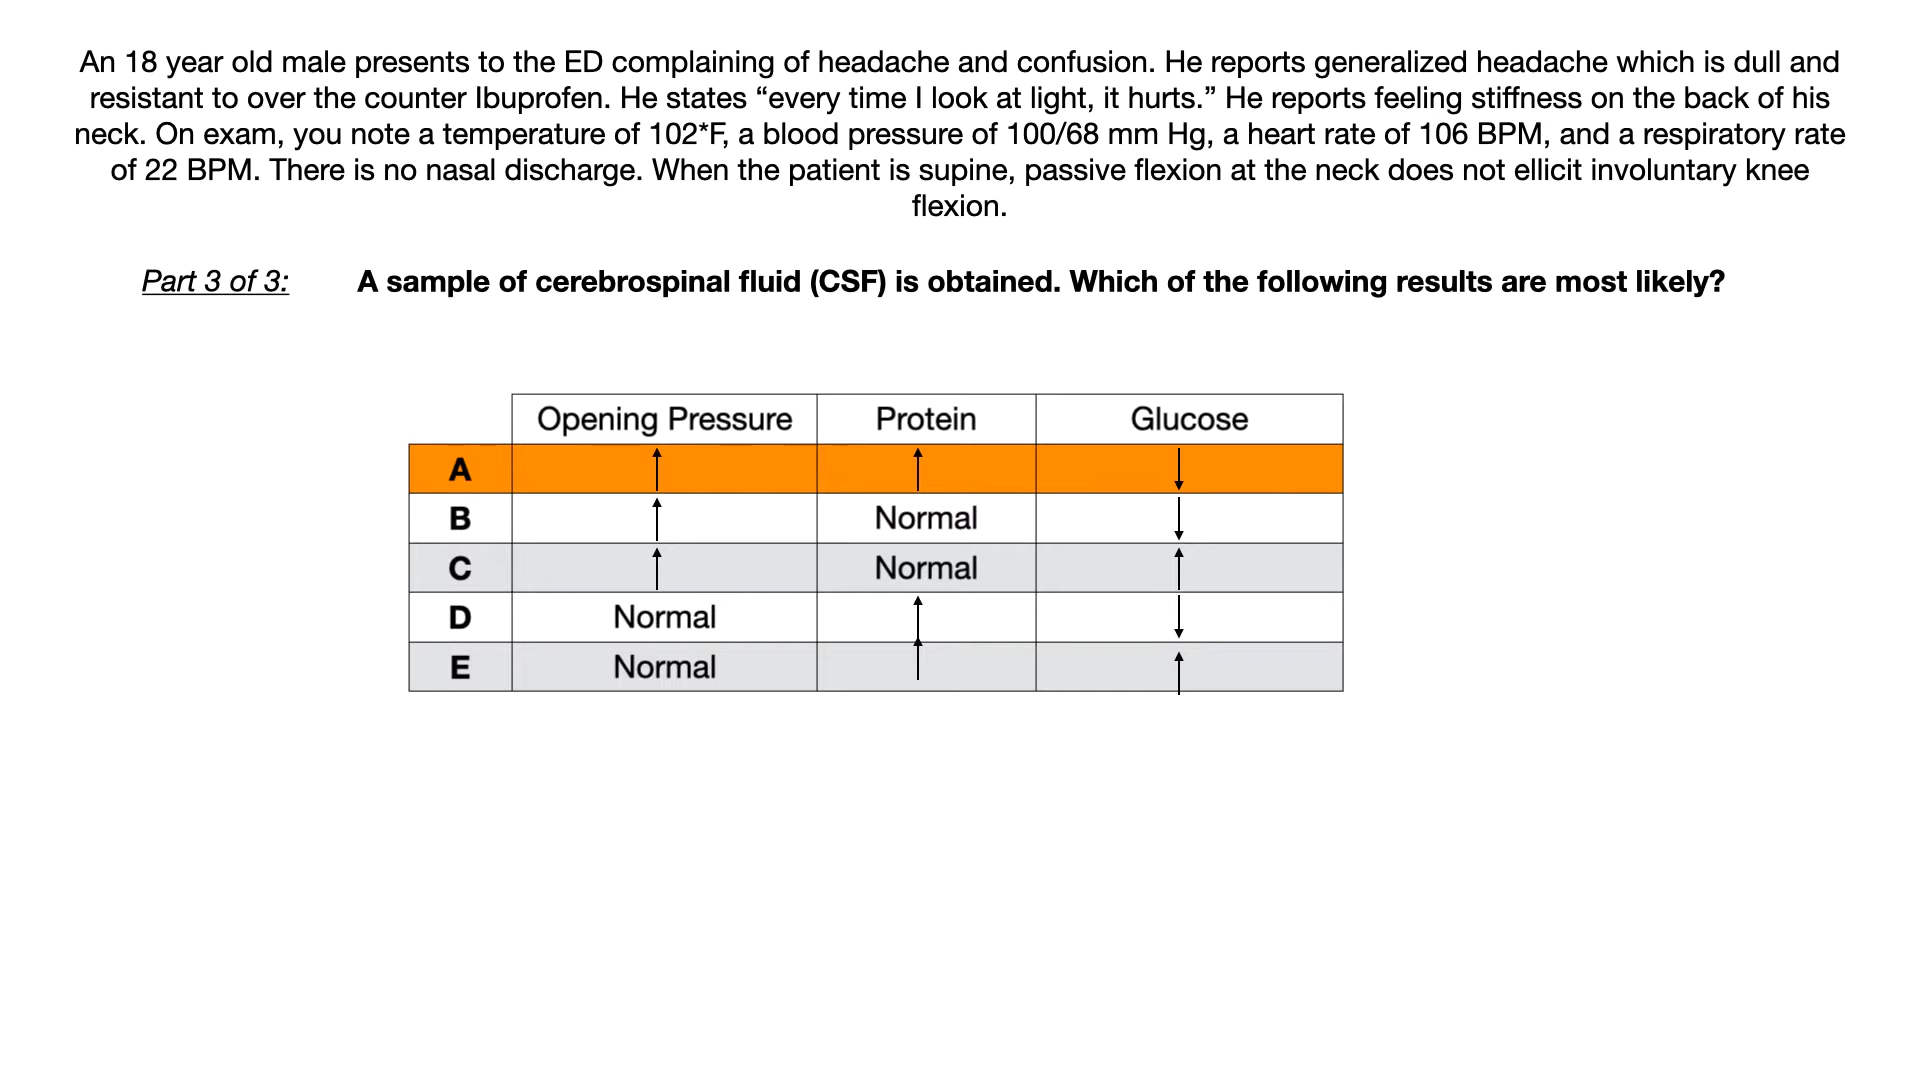 An 18 year old male presents to the ED complaining of headache and confusion. He reports generalized headache which is dull and
resistant to over the counter Ibuprofen. He states “every time I look at light, it hurts.” He reports feeling stiffness on the back of his
neck. On exam, you note a temperature of 102*F, a blood pressure of 100/68 mm Hg, a heart rate of 106 BPM, and a respiratory rate
of 22 BPM. There is no nasal discharge. When the patient is supine, passive flexion at the neck does not ellicit involuntary knee
flexion.
Part 3 of 3: A sample of cerebrospinal fluid (CSF) is obtained. Which of the following results are most likely?
Opening Pressure Protein Glucose
A ↑ ↑ ↓
B ↑ Normal ↓
C ↑ Normal ↑
D Normal ↑ ↓
E Normal ↑ ↑